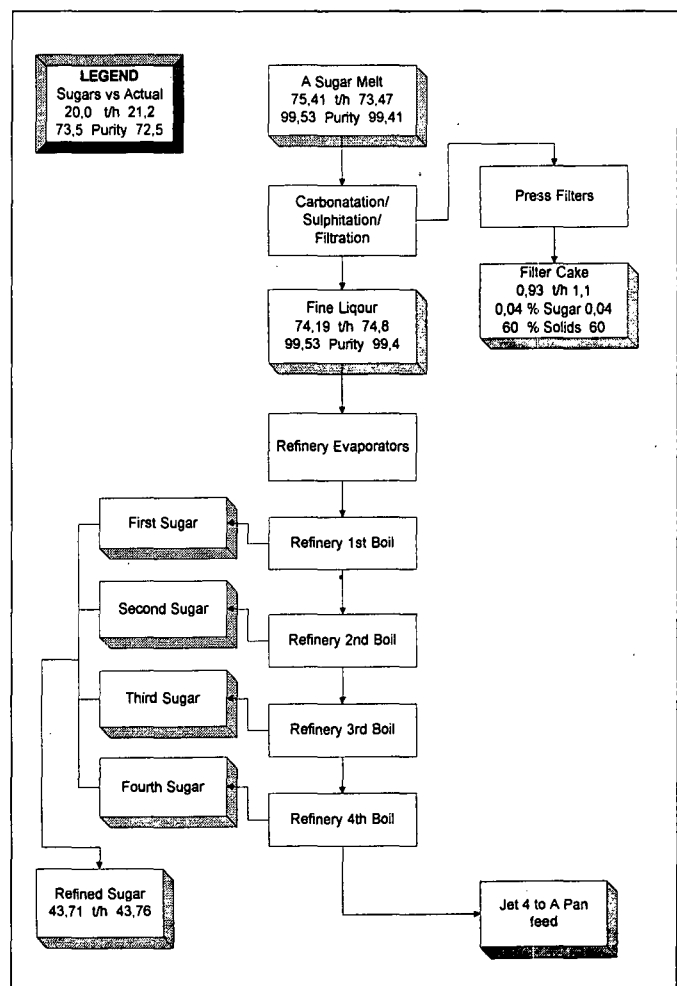 LEGEND
Sugars vs Actual
20,0 t/h 21,2
73,5 Purity 72,5
A Sugar Melt
75,41 t/h 73,47
99,53 Purity 99,41
Carbonatation/
Sulphitation/
Filtration
Press Filters
Filter Cake
0,93 t/h 1,1
0,04 % Sugar 0,04
60 % Solids 60
Fine Liqour
74,19 t/h 74,8
99,53 Purity 99,4
Refinery Evaporators
First Sugar
Refinery 1st Boil
Second Sugar
Refinery 2nd Boil
Third Sugar
Refinery 3rd Boil
Fourth Sugar
Refinery 4th Boil
Refined Sugar
43,71 t/h 43,76
Jet 4 to A Pan
feed